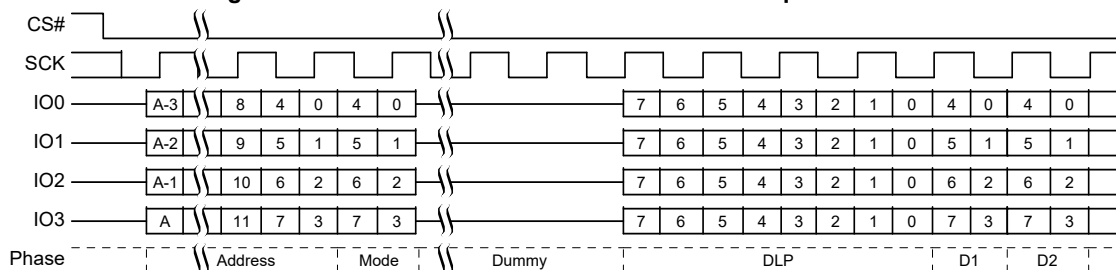 CS#
SCK
IO0 A-3 8 4 0 4 0 7 6 5 4 3 2 1 0 4 0 4 0
IO1 A-2 9 5 1 5 1 7 6 5 4 3 2 1 0 5 1 5 1
IO2 A-1 10 6 2 6 2 7 6 5 4 3 2 1 0 6 2 6 2
IO3 A 11 7 3 7 3 7 6 5 4 3 2 1 0 7 3 7 3
Phase Address Mode Dummy DLP D1 D2